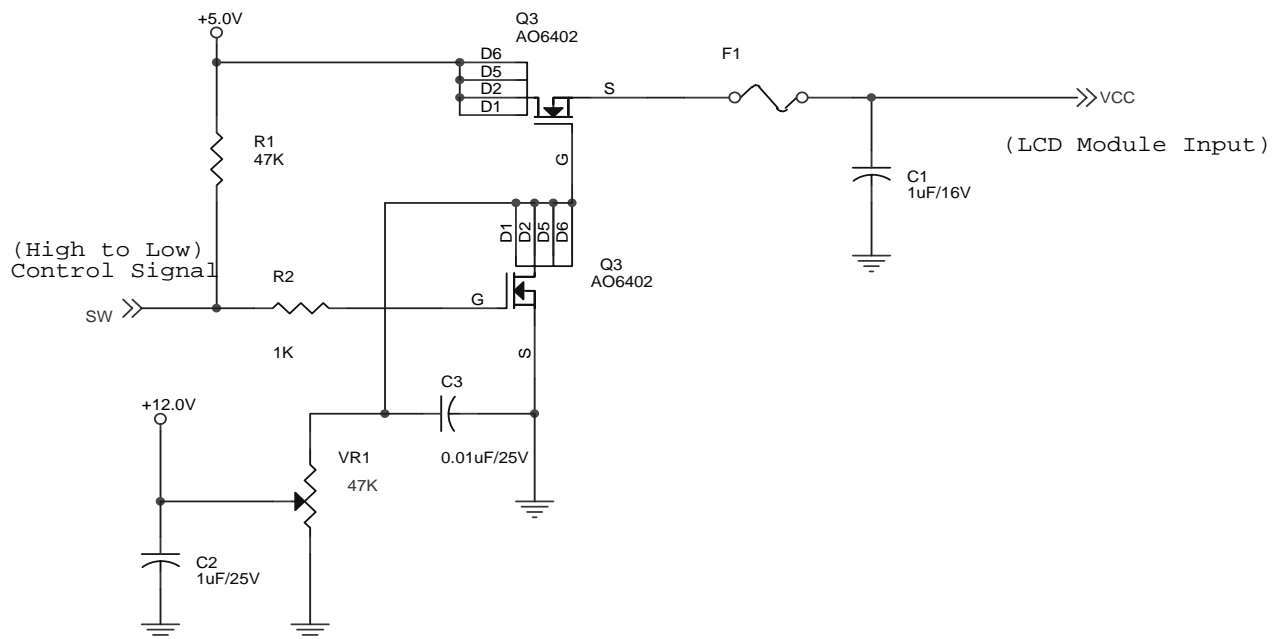 +5.0V
Q3
AO6402
D6
D5
D2
D1
S
F1
VCC
(LCD Module Input)
R1
47K
G
C1
1uF/16V
D1
D2
D5
D6
(High to Low)
Control Signal
R2
Q3
AO6402
G
SW
1K
S
C3
+12.0V
VR1
0.01uF/25V
47K
C2
1uF/25V